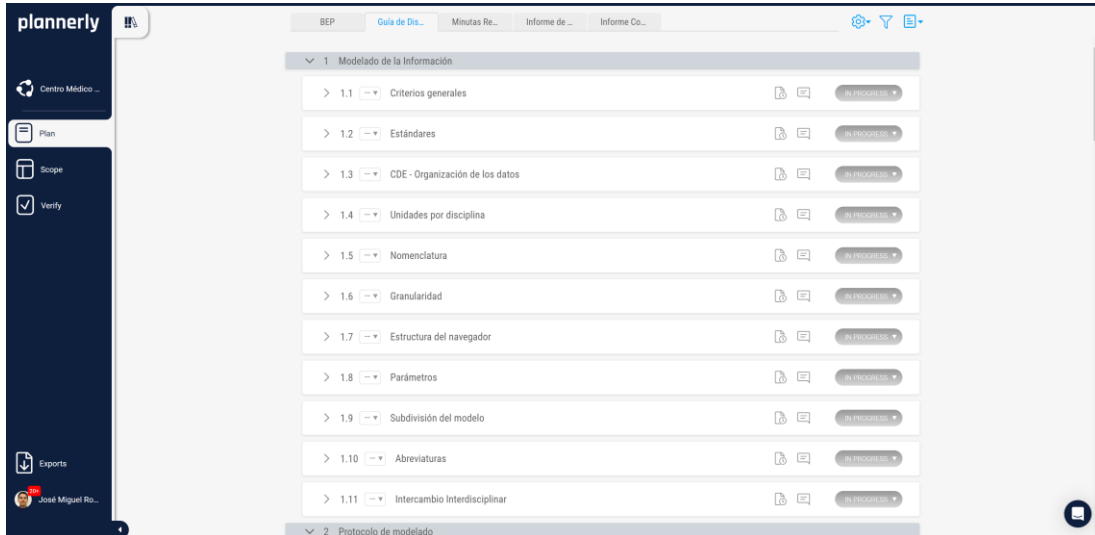 plannerly
BEP
Guía de Dis...
Minutas Re...
Informe de ...
Informe Co...
Centro Médico ...
Plan
Scope
Verify
Exports
20+
José Miguel Ro...
1 Modelado de la Información
1.1 Criterios generales IN PROGRESS
1.2 Estándares IN PROGRESS
1.3 CDE - Organización de los datos IN PROGRESS
1.4 Unidades por disciplina IN PROGRESS
1.5 Nomenclatura IN PROGRESS
1.6 Granularidad IN PROGRESS
1.7 Estructura del navegador IN PROGRESS
1.8 Parámetros IN PROGRESS
1.9 Subdivisión del modelo IN PROGRESS
1.10 Abreviaturas IN PROGRESS
1.11 Intercambio Interdisciplinar IN PROGRESS
2 Protocolo de modelado